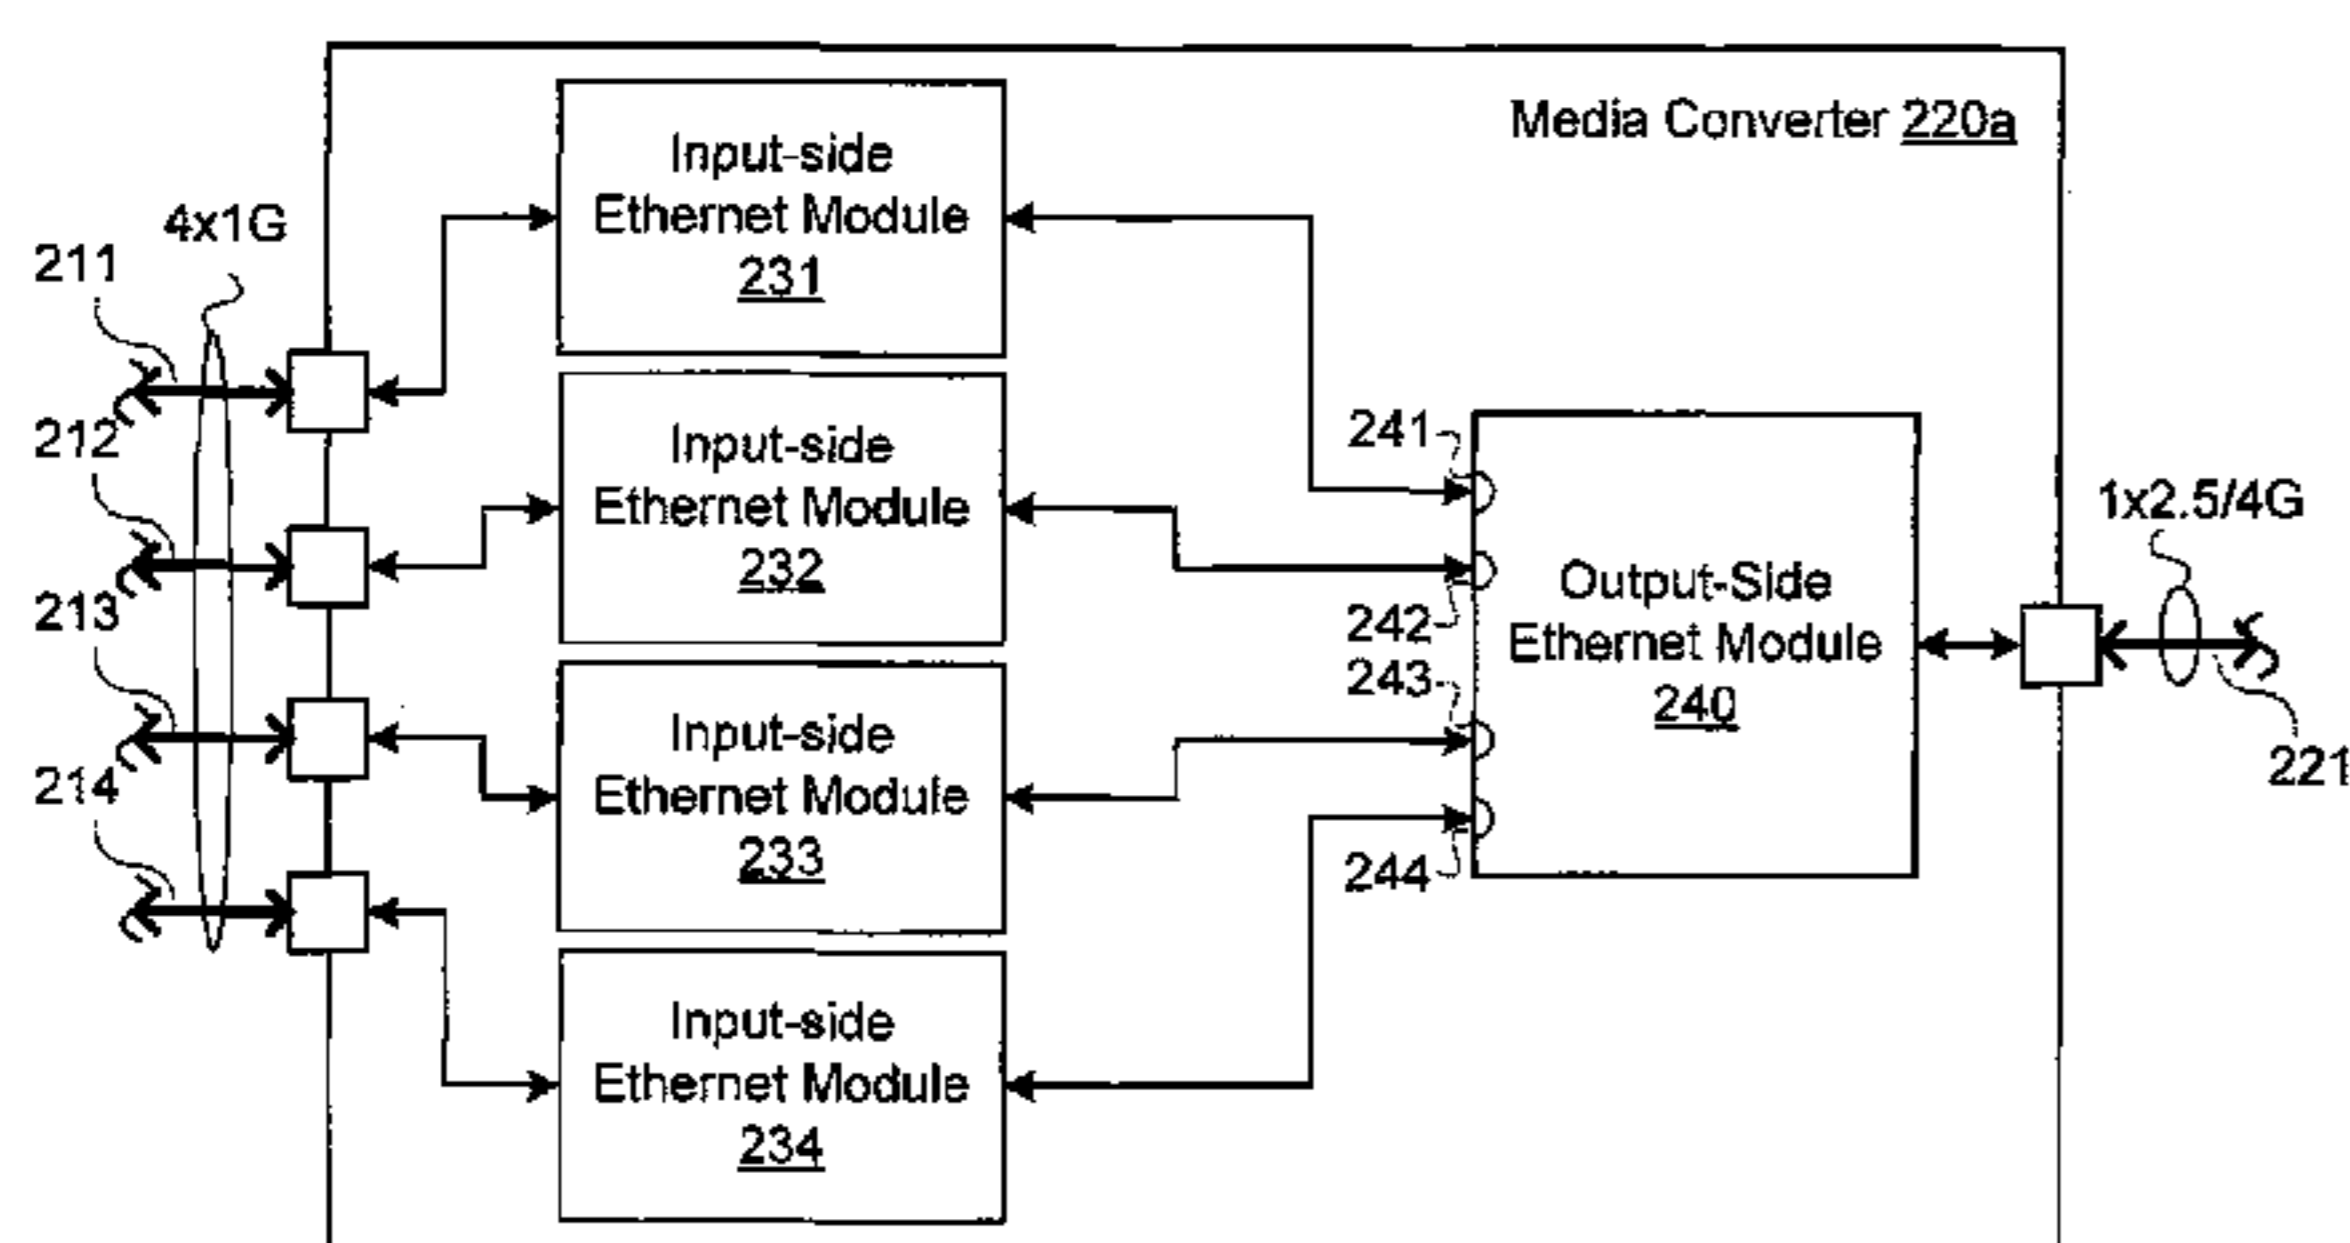 Media Converter 220a
4x1G
211
212
213
214
Input-side
Ethernet Module
231
Input-side
Ethernet Module
232
Input-side
Ethernet Module
233
Input-side
Ethernet Module
234
241
242
243
244
Output-Side
Ethernet Module
240
1x2.5/4G
221